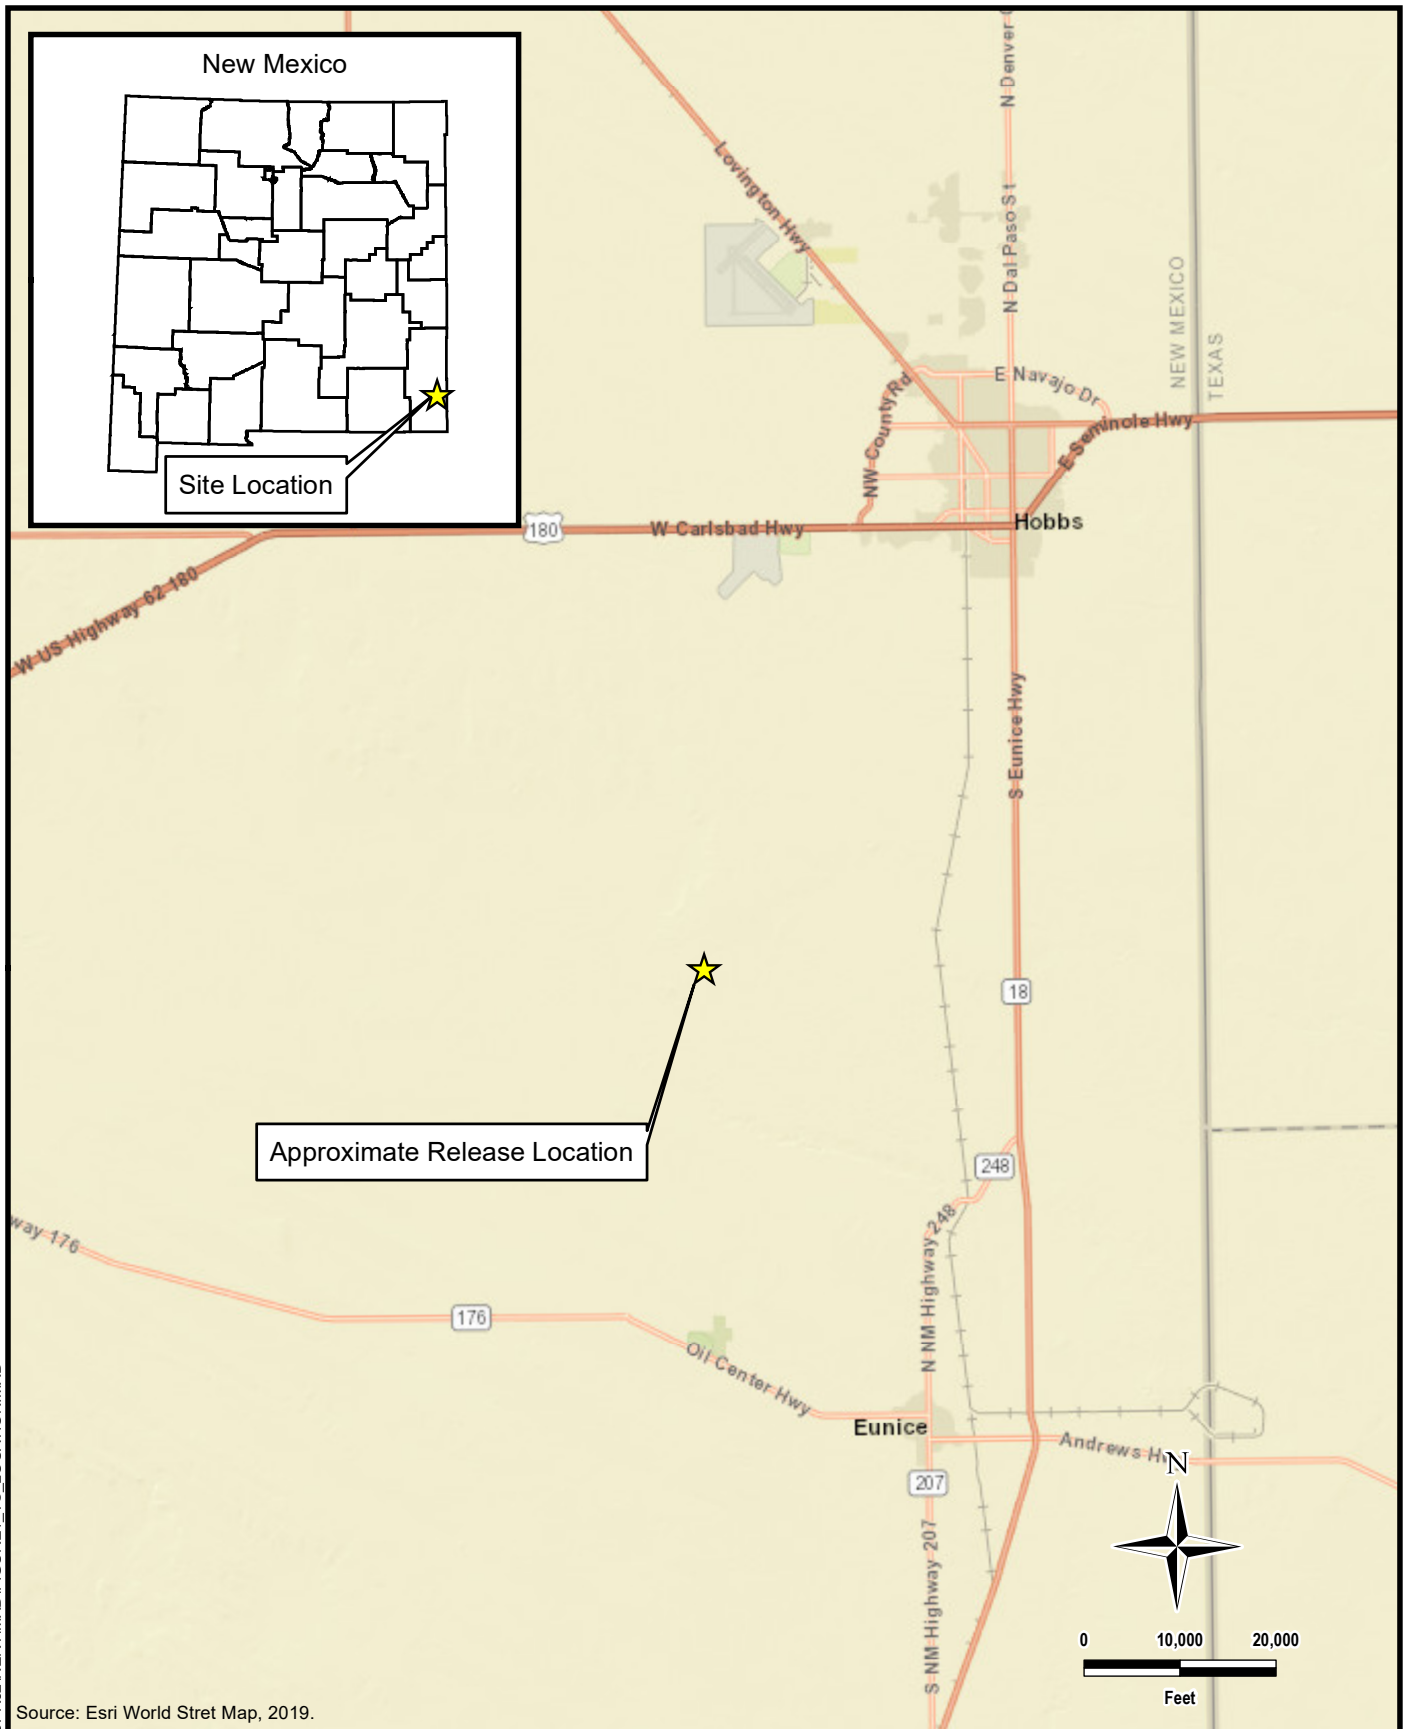 New Mexico
Site Location
N Denver
Lovington Hwy
N Dal Paso St
NEW MEXICO
TEXAS
E Navajo Dr
NW County Rd
E Seminole Hwy
180
W Carlsbad Hwy
Hobbs
W US Highway 62 180
S Eunice Hwy
18
Approximate Release Location
248
N NM Highway 248
way 176
176
Oil Center Hwy
Eunice
Andrews H
N
207
S NM Highway 207
0 10,000 20,000
Feet
Source: Esri World Stret Map, 2019.